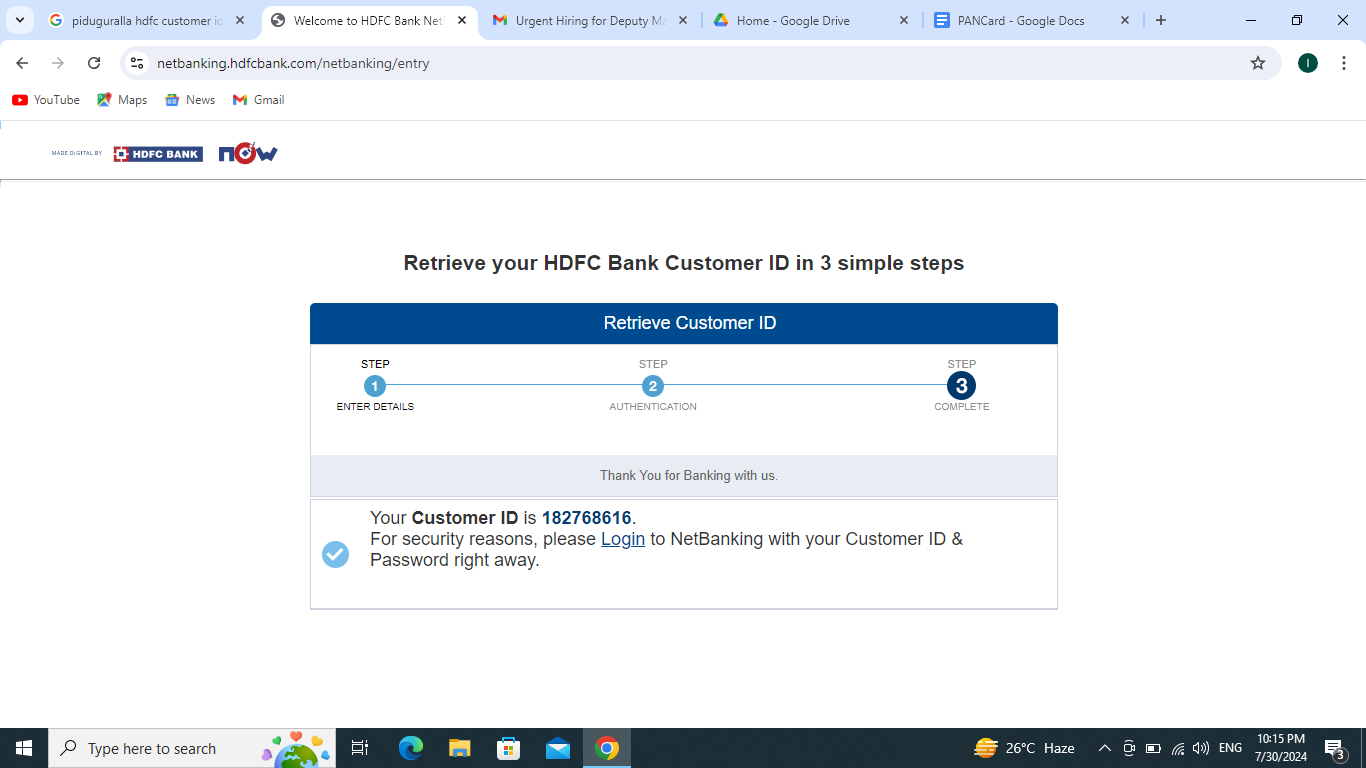 piduguralla hdfc customer id
Welcome to HDFC Bank Net
Urgent Hiring for Deputy Ma
Home - Google Drive
PANCard - Google Docs
netbanking.hdfcbank.com/netbanking/entry
I
YouTube
Maps
News
Gmail
MADE DIGITAL BY
HDFC BANK
now
Retrieve your HDFC Bank Customer ID in 3 simple steps
Retrieve Customer ID
STEP
STEP
STEP
1
2
3
ENTER DETAILS
AUTHENTICATION
COMPLETE
Thank You for Banking with us.
Your Customer ID is 182768616.
For security reasons, please Login to NetBanking with your Customer ID &
Password right away.
Type here to search
26°C Haze
ENG
10:15 PM
7/30/2024
3